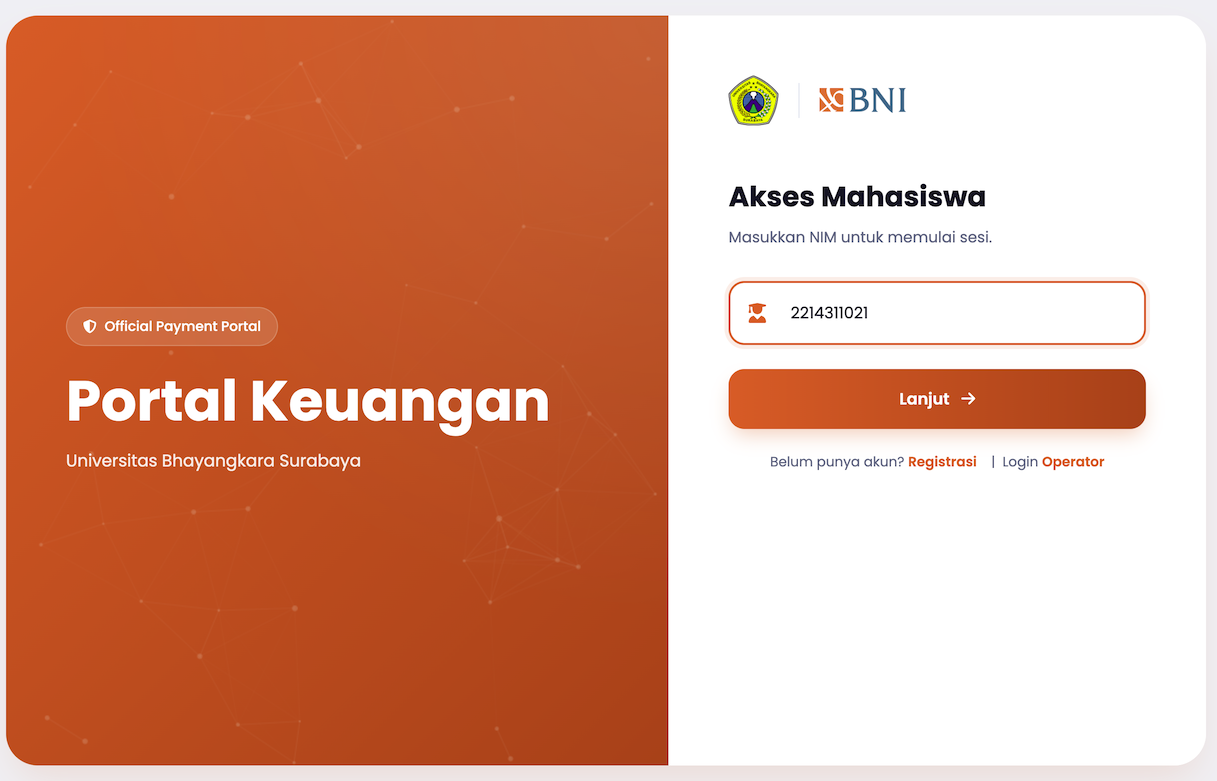 Official Payment Portal
Portal Keuangan
Universitas Bhayangkara Surabaya
BNI
Akses Mahasiswa
Masukkan NIM untuk memulai sesi.
2214311021
Lanjut →
Belum punya akun? Registrasi | Login Operator